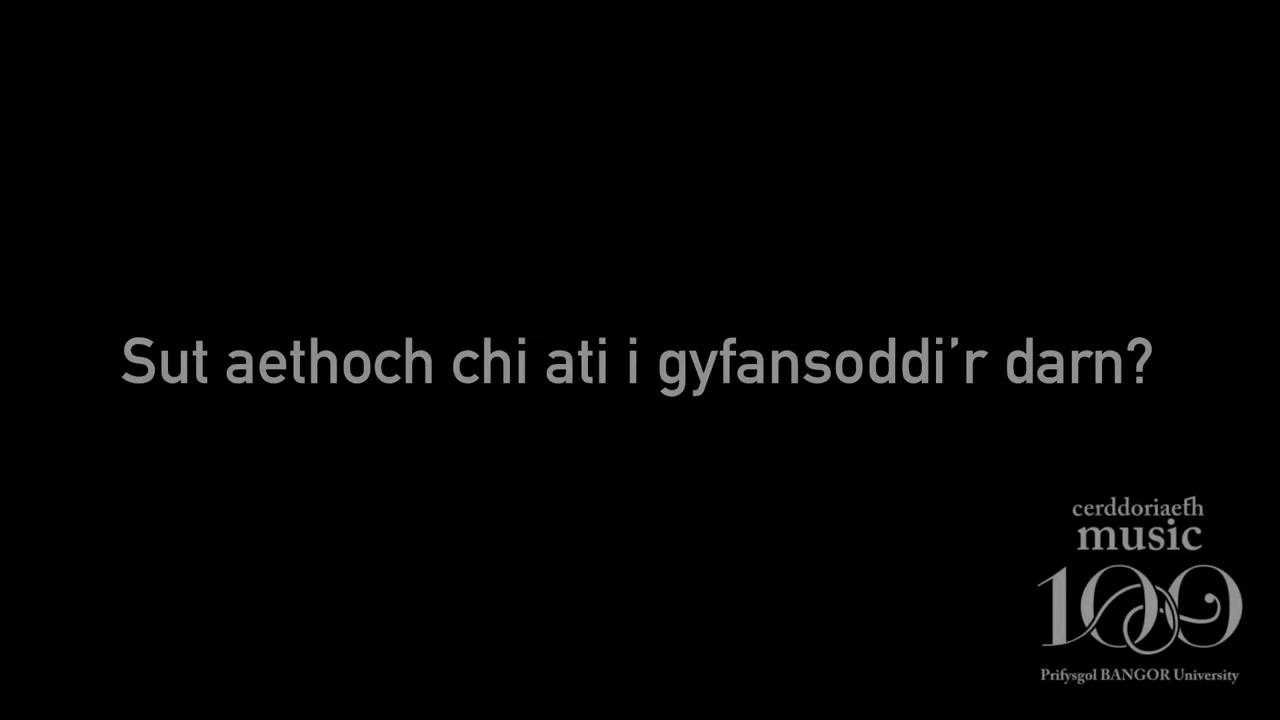 Sut aethoch chi ati i gyfansoddi’r darn?
cerddoriaeth
music
100
Prifysgol BANGOR University